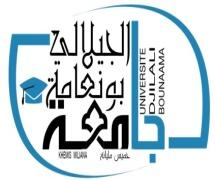 الجيلالي
بونعامة
جامعة
خميس مليانة
KHEMIS MILIANA
UNIVERSITE
DJILALI
BOUNAAMA